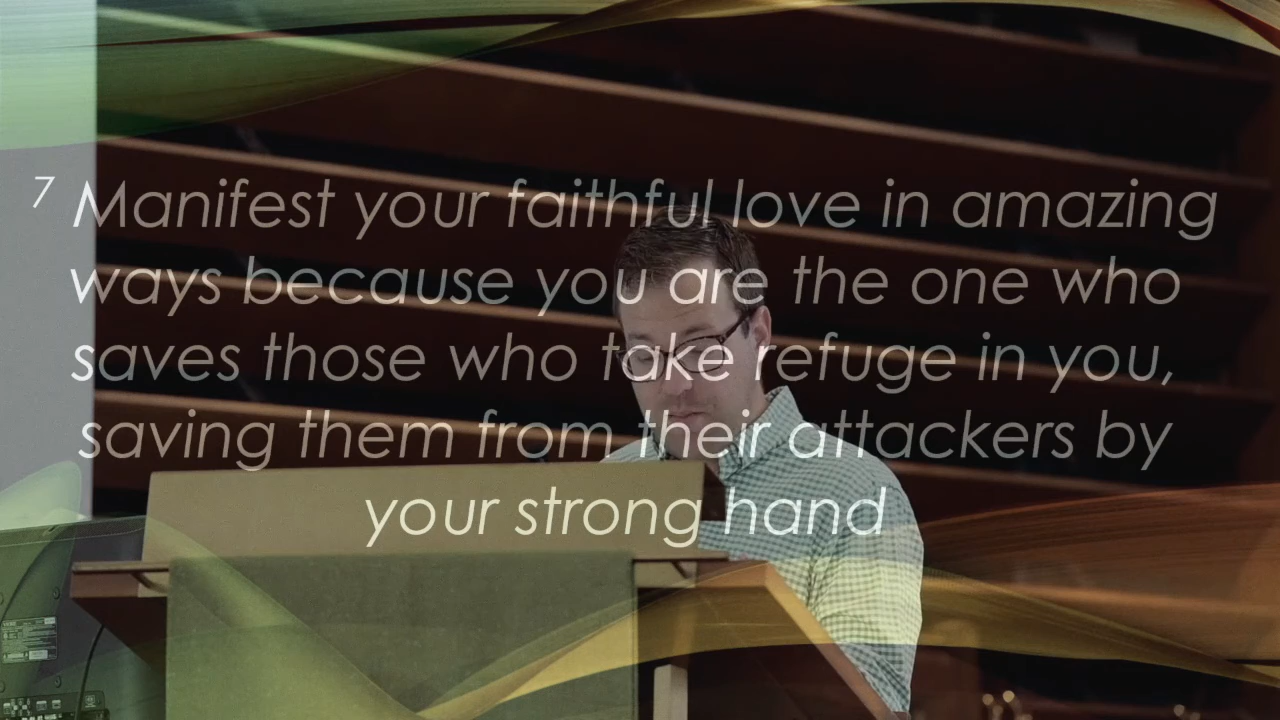 7 Manifest your faithful love in amazing
ways because you are the one who
saves those who take refuge in you,
saving them from their attackers by
your strong hand